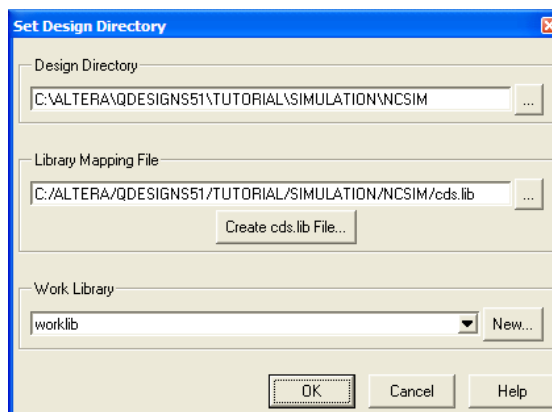 Set Design Directory
Design Directory
C:\ALTERA\QDESIGNS51\TUTORIAL\SIMULATION\NCSIM
...
Library Mapping File
C:/ALTERA/QDESIGNS51/TUTORIAL/SIMULATION/NCSIM/cds.lib
...
Create cds.lib File...
Work Library
worklib
New...
OK Cancel Help